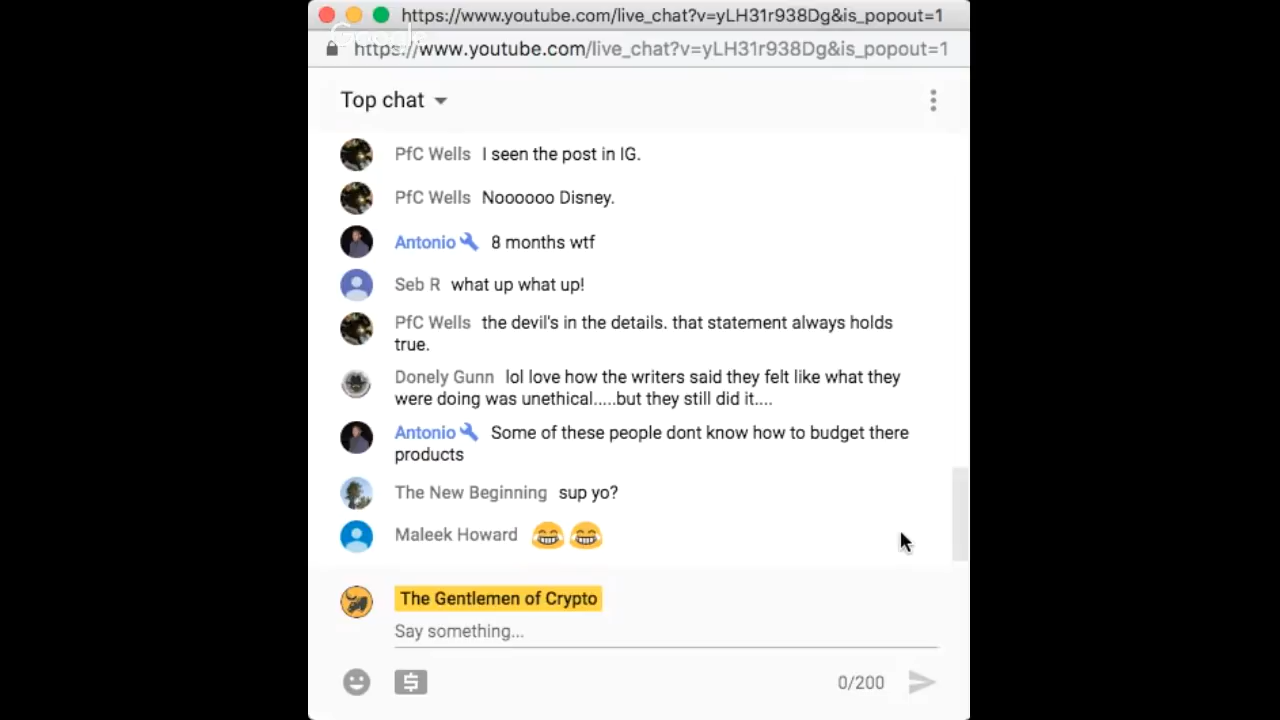 https://www.youtube.com/live_chat?v=yLH31r938Dg&is_popout=1
Google
https://www.youtube.com/live_chat?v=yLH31r938Dg&is_popout=1
Top chat
PfC Wells I seen the post in IG.
PfC Wells Noooooo Disney.
Antonio 8 months wtf
Seb R what up what up!
PfC Wells the devil's in the details. that statement always holds
true.
Donely Gunn lol love how the writers said they felt like what they
were doing was unethical.....but they still did it....
Antonio Some of these people dont know how to budget there
products
The New Beginning sup yo?
Maleek Howard 😂😂
The Gentlemen of Crypto
Say something...
$ 0/200